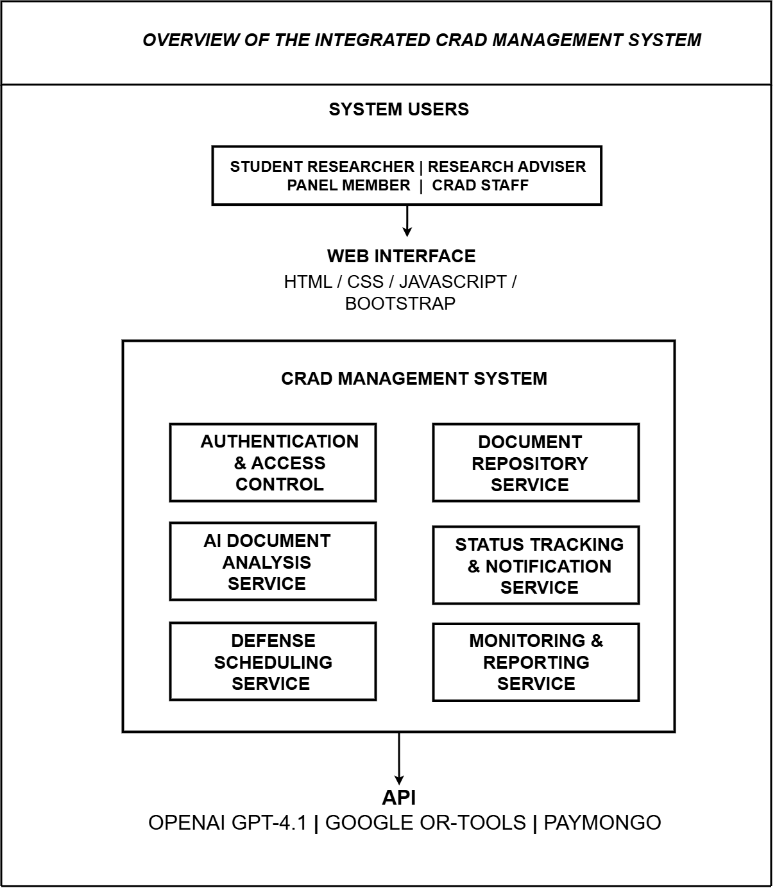 OVERVIEW OF THE INTEGRATED CRAD MANAGEMENT SYSTEM
SYSTEM USERS
STUDENT RESEARCHER | RESEARCH ADVISER
PANEL MEMBER | CRAD STAFF
WEB INTERFACE
HTML / CSS / JAVASCRIPT /
BOOTSTRAP
CRAD MANAGEMENT SYSTEM
AUTHENTICATION
& ACCESS
CONTROL
DOCUMENT
REPOSITORY
SERVICE
AI DOCUMENT
ANALYSIS
SERVICE
STATUS TRACKING
& NOTIFICATION
SERVICE
DEFENSE
SCHEDULING
SERVICE
MONITORING &
REPORTING
SERVICE
API
OPENAI GPT-4.1 | GOOGLE OR-TOOLS | PAYMONGO